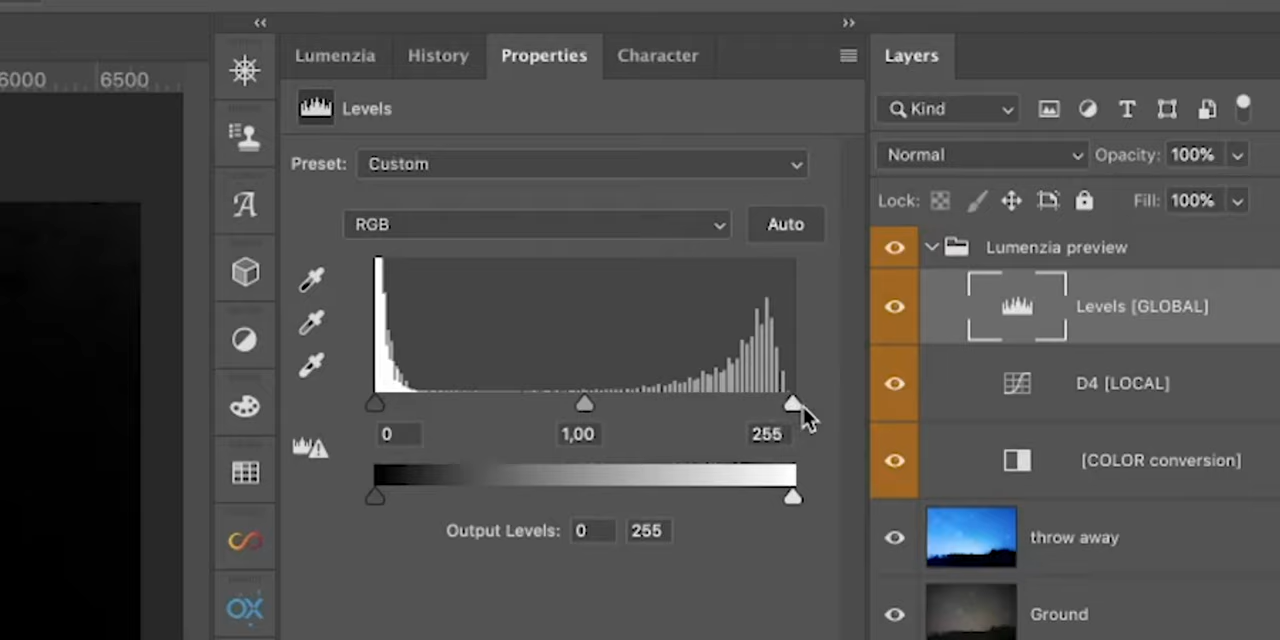 6000 6500
Lumenzia History Properties Character
Levels
Preset: Custom
RGB Auto
0 1,00 255
Output Levels: 0 255
Layers
Kind
Normal Opacity: 100%
Lock: Fill: 100%
Lumenzia preview
Levels [GLOBAL]
D4 [LOCAL]
[COLOR conversion]
throw away
Ground